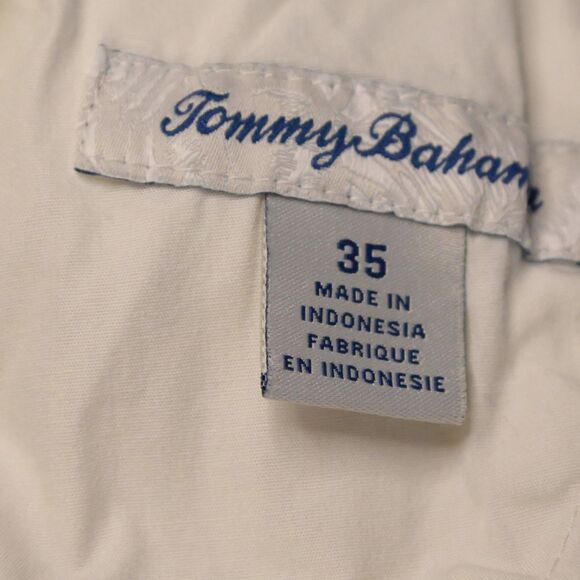 Tommy Baham
35
MADE IN
INDONESIA
FABRIQUE
EN INDONESIE